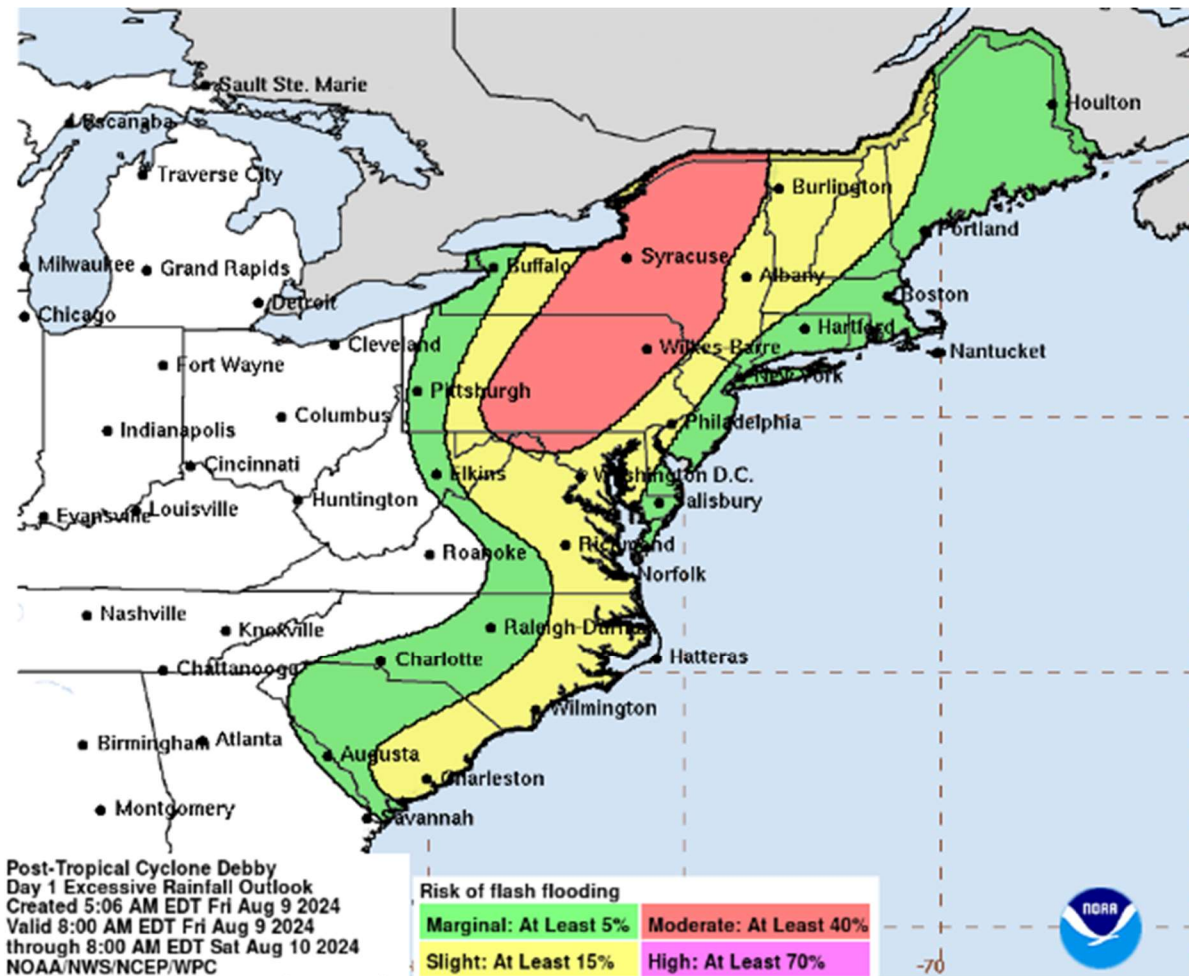 Sault Ste. Marie
Escanaba
Houlton
Traverse City
Burlington
Portland
Syracuse
Milwaukee
Grand Rapids
Buffalo
Albany
Boston
Detroit
Chicago
Hartford
Cleveland
Wilkes-Barre
Nantucket
Fort Wayne
New York
Pittsburgh
Columbus
Philadelphia
Indianapolis
Cincinnati
Elkins
Washington D.C.
Huntington
Salisbury
Evansville
Louisville
Roanoke
Richmond
Norfolk
Nashville
Knoxville
Raleigh-Durham
Charlotte
Hatteras
Chattanooga
Wilmington
Birmingham
Atlanta
Augusta
Charleston
Montgomery
Savannah
Post-Tropical Cyclone Debby
Day 1 Excessive Rainfall Outlook
Created 5:06 AM EDT Fri Aug 9 2024
Valid 8:00 AM EDT Fri Aug 9 2024
through 8:00 AM EDT Sat Aug 10 2024
NOAA/NWS/NCEP/WPC
Risk of flash flooding
Marginal: At Least 5%
Moderate: At Least 40%
Slight: At Least 15%
High: At Least 70%
-70
NOAA